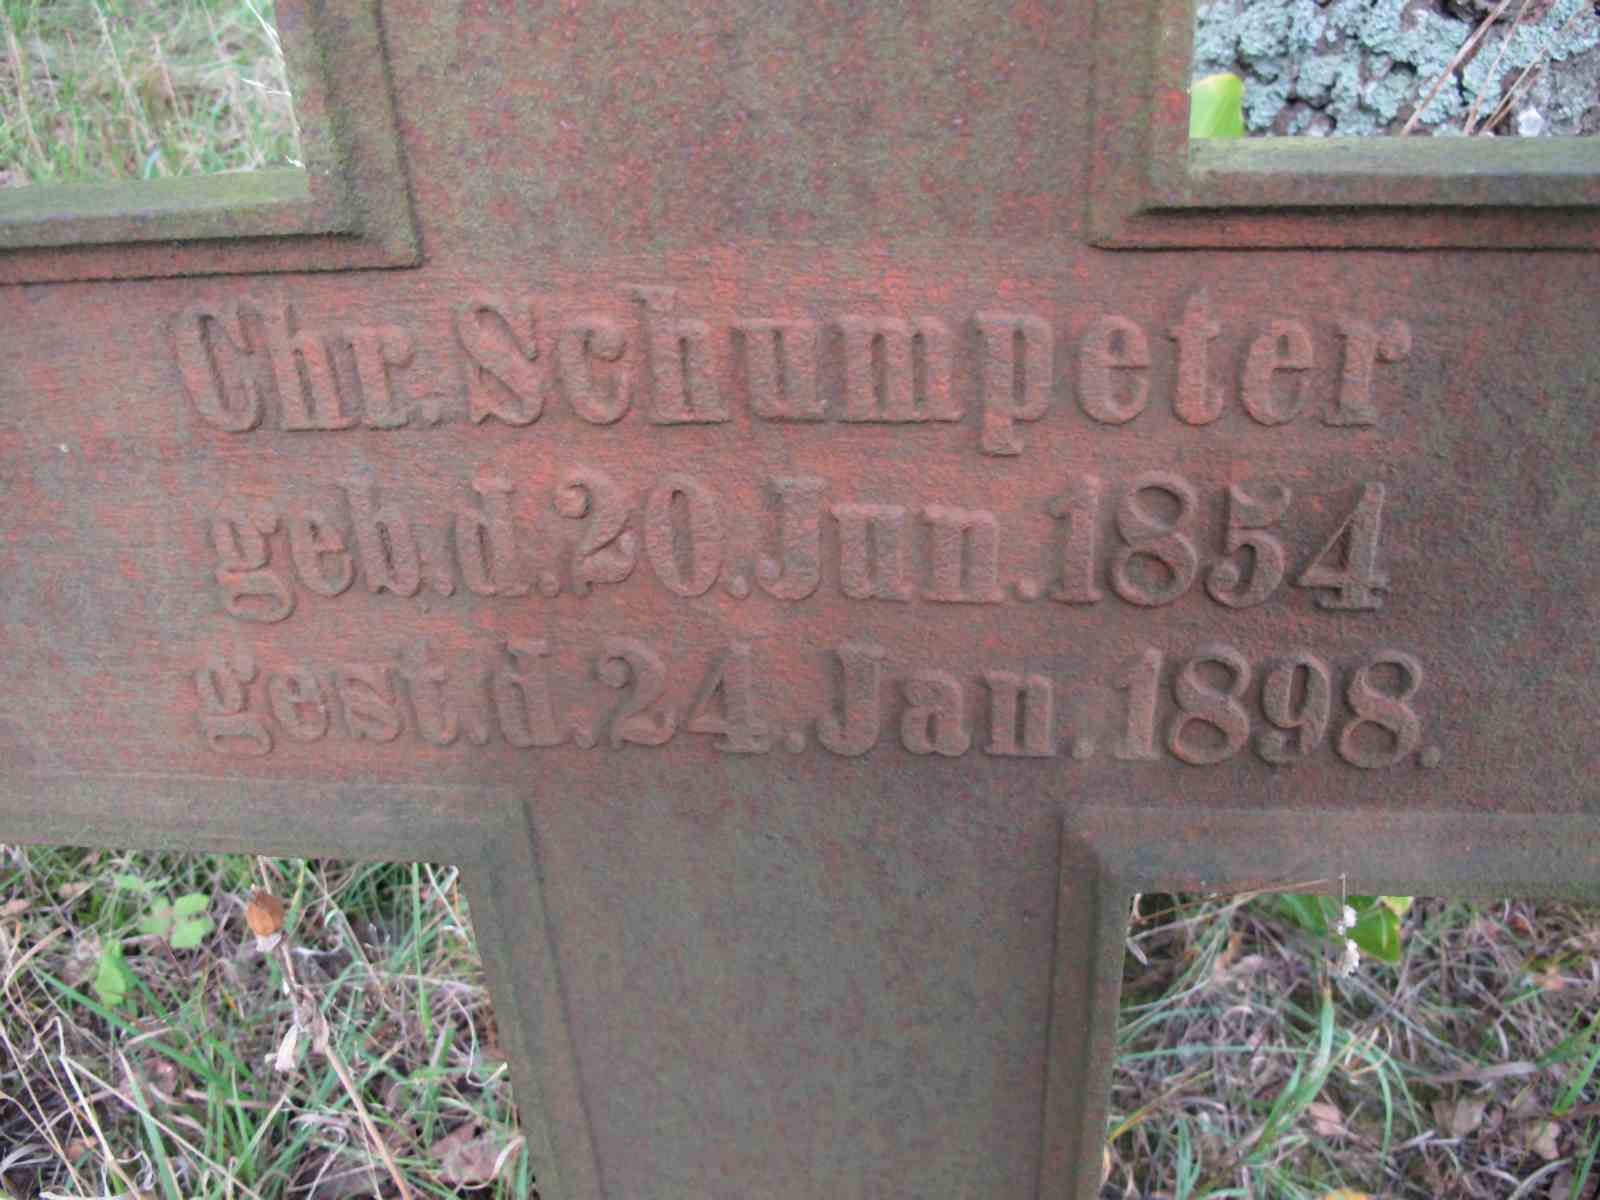 Chr. Schumpeter
geb. d. 20. Jun. 1854
gest. d. 24. Jan. 1898.